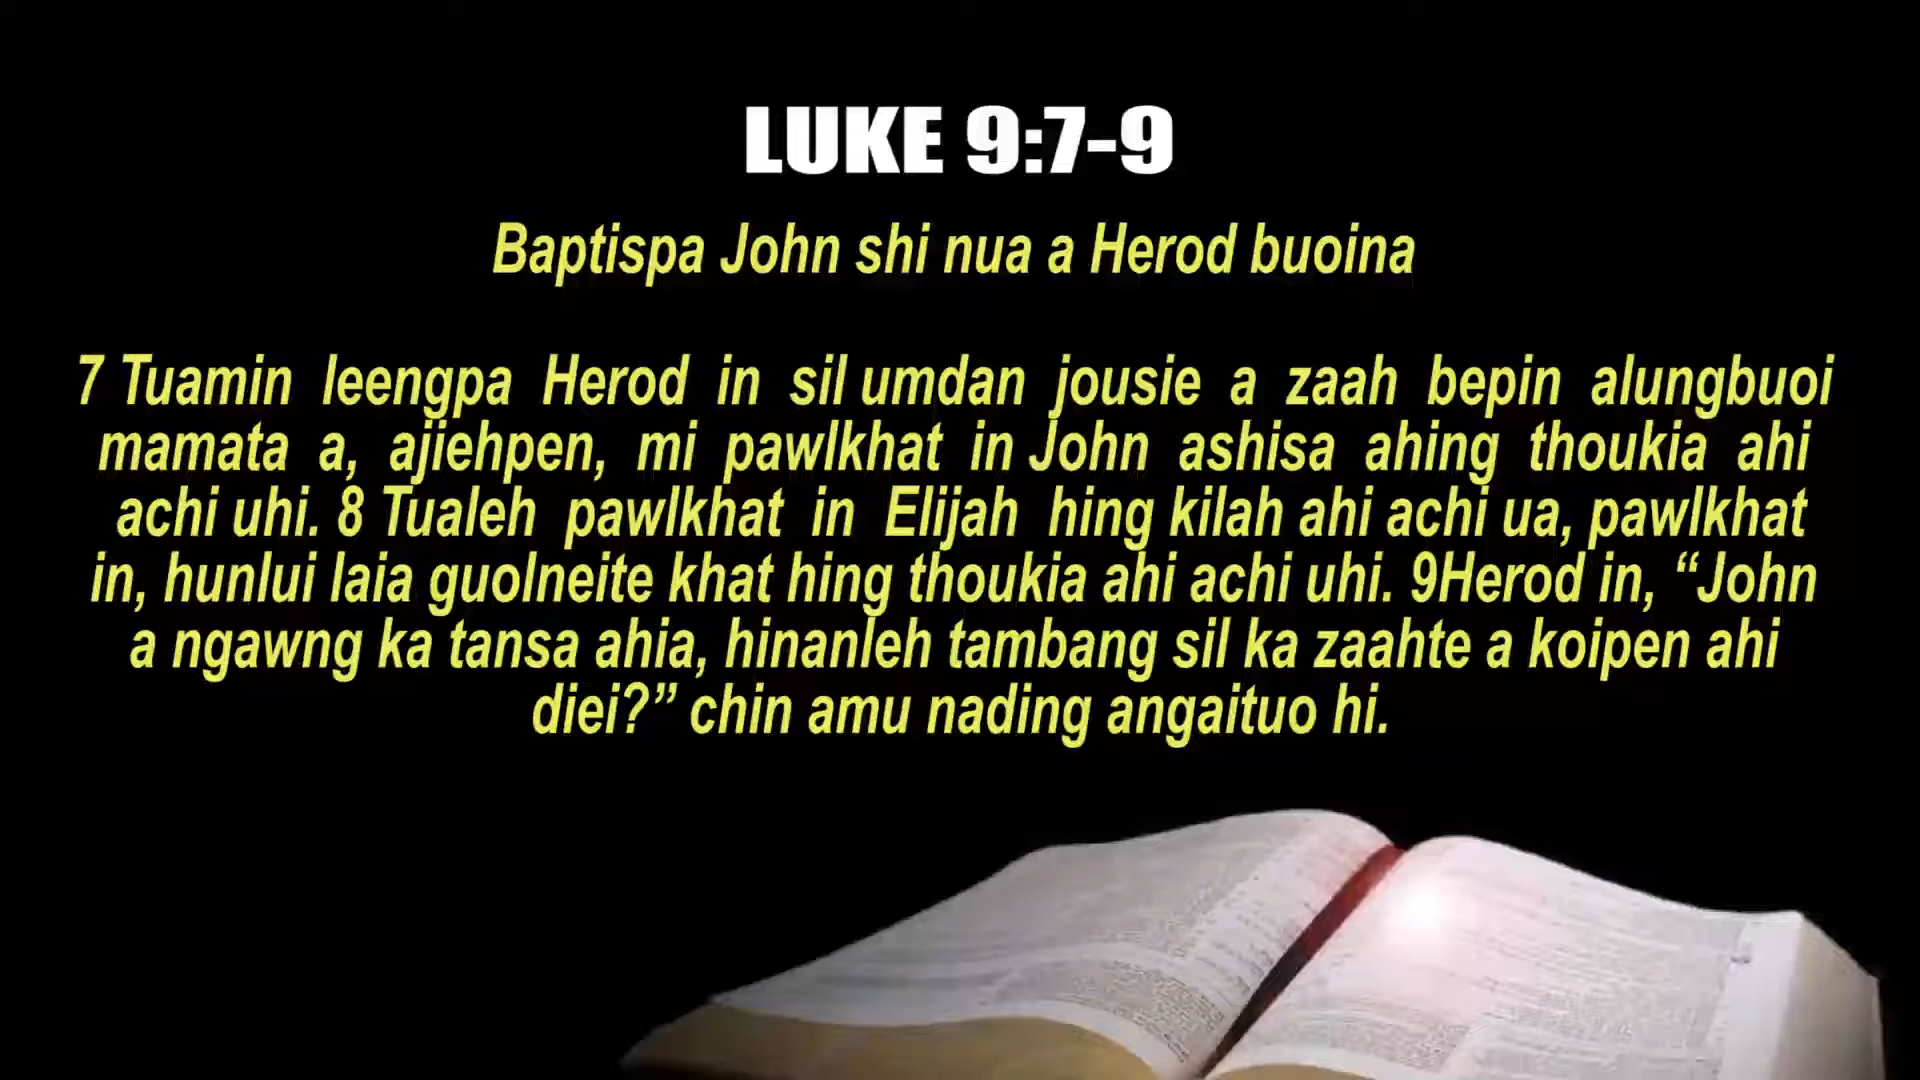 LUKE 9:7-9
Baptispa John shi nua a Herod buoina
7 Tuamin leengpa Herod in sil umdan jousie a zaah bepin alungbuoi
mamata a, ajiehpen, mi pawlkhat in John ashisa ahing thoukia ahi
achi uhi. 8 Tualeh pawlkhat in Elijah hing kilah ahi achi ua, pawlkhat
in, hunlui laia guolneite khat hing thoukia ahi achi uhi. 9Herod in, “John
a ngawng ka tansa ahia, hinanleh tambang sil ka zaahte a koipen ahi
diei?” chin amu nading angaituo hi.